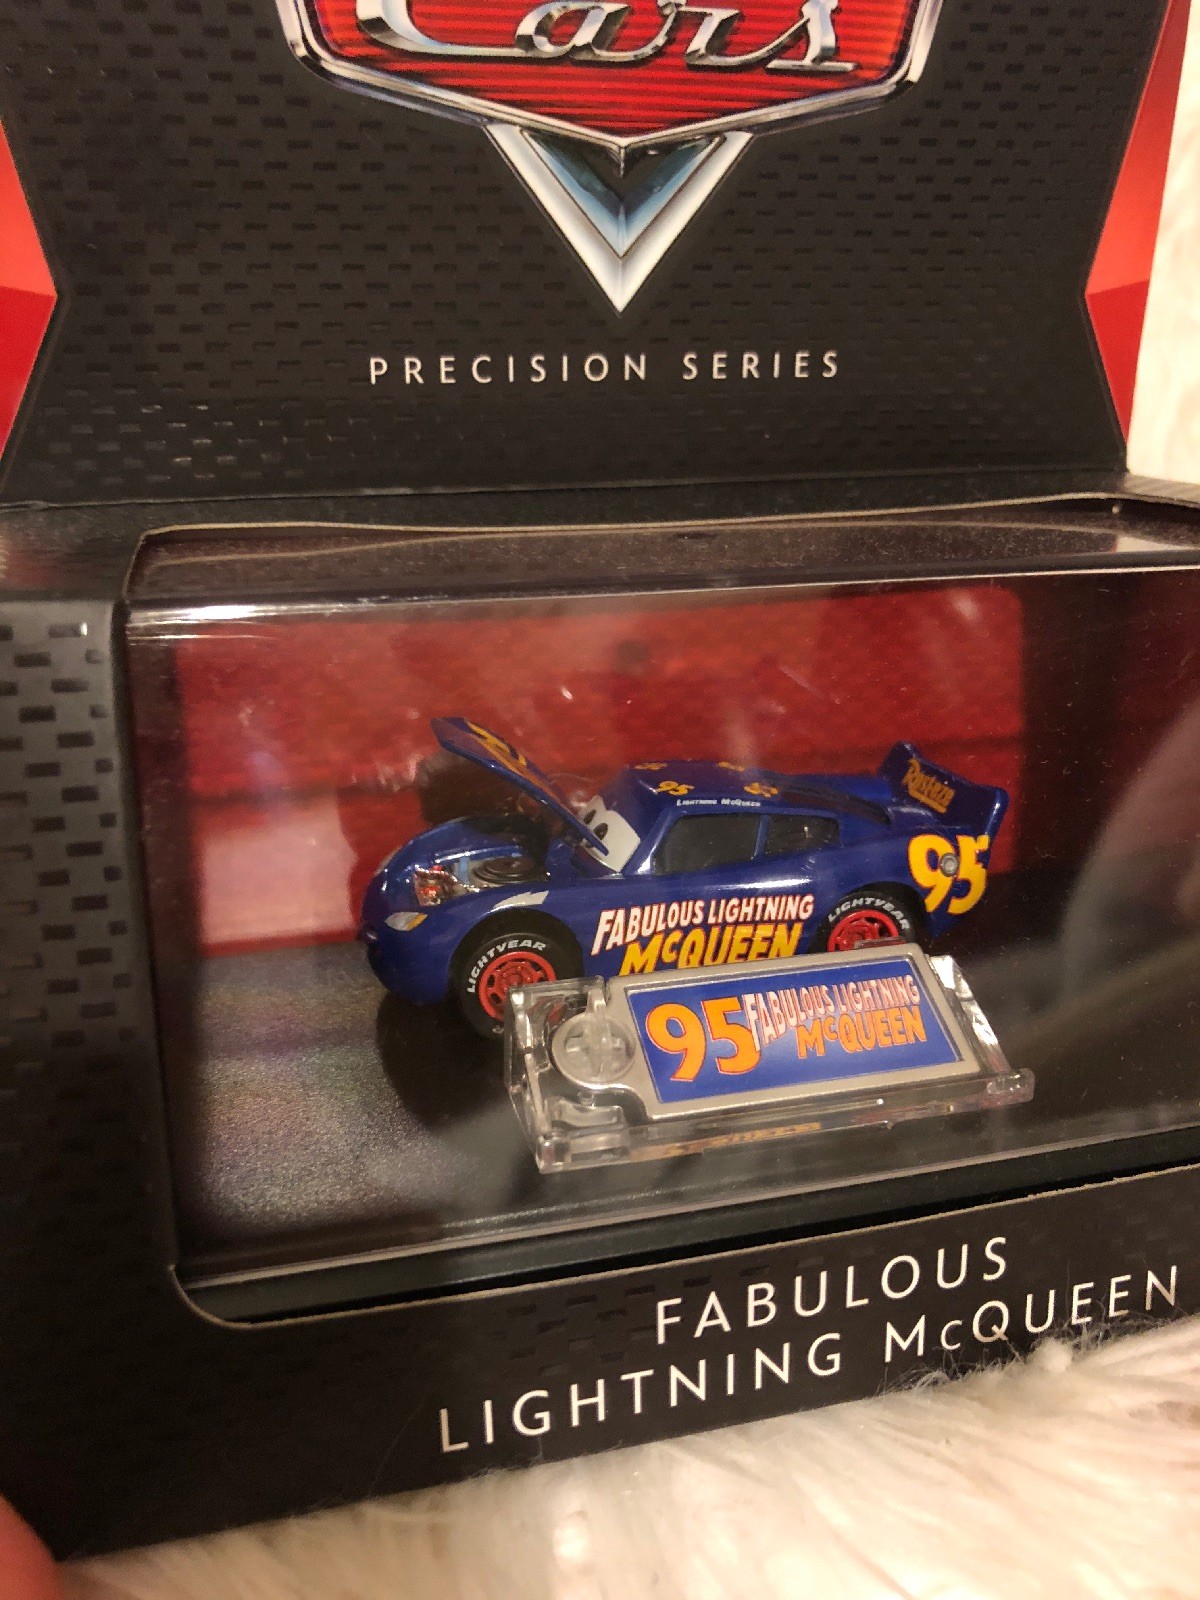 Cars
PRECISION SERIES
95
LIGHTNING McQUEEN
Rust-eze
95
FABULOUS LIGHTNING
McQUEEN
LIGHTYEAR
LIGHTYEAR
95 FABULOUS LIGHTNING
McQUEEN
FABULOUS
LIGHTNING McQUEEN